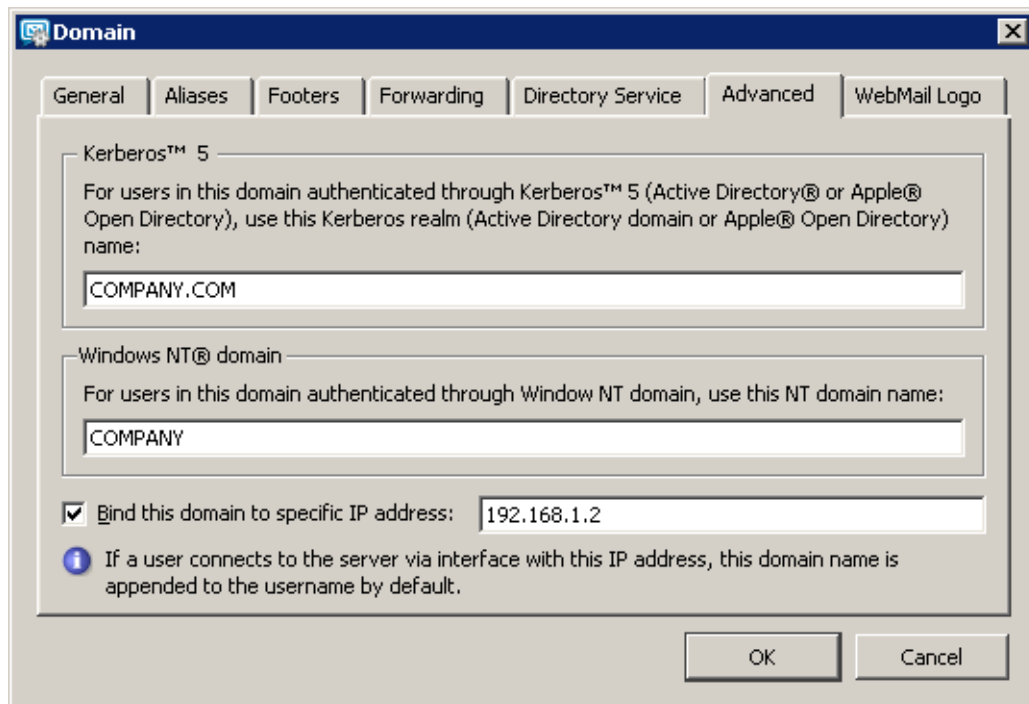 Domain
General
Aliases
Footers
Forwarding
Directory Service
Advanced
WebMail Logo
Kerberos™ 5
For users in this domain authenticated through Kerberos™ 5 (Active Directory® or Apple®
Open Directory), use this Kerberos realm (Active Directory domain or Apple® Open Directory)
name:
COMPANY.COM
Windows NT® domain
For users in this domain authenticated through Window NT domain, use this NT domain name:
COMPANY
Bind this domain to specific IP address:
192.168.1.2
If a user connects to the server via interface with this IP address, this domain name is
appended to the username by default.
OK
Cancel